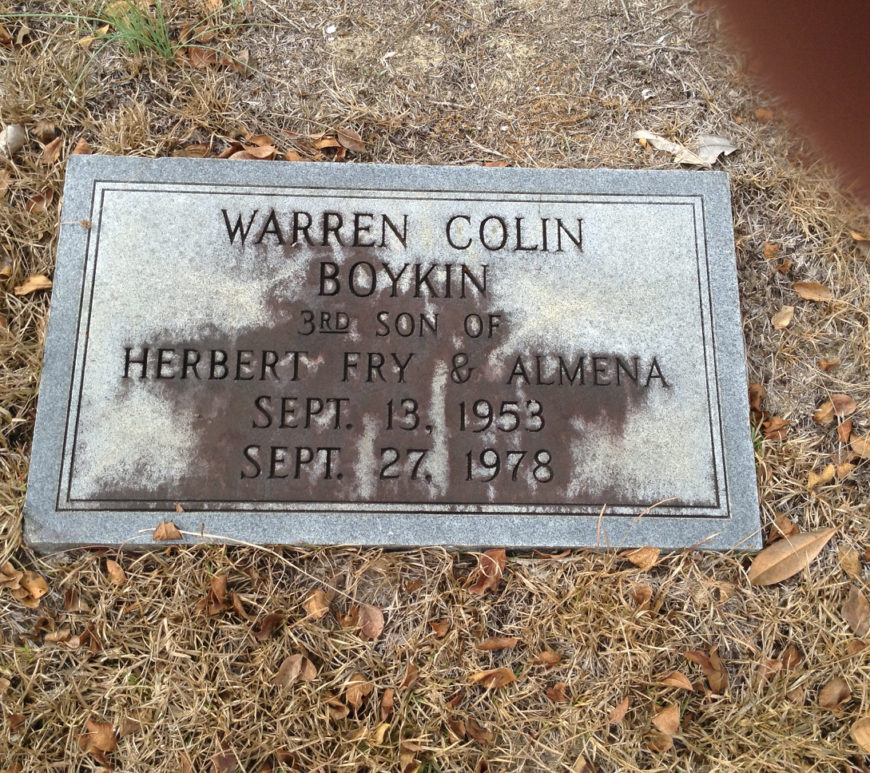 WARREN COLIN
BOYKIN
3RD SON OF
HERBERT FRY & ALMENA
SEPT. 13, 1953
SEPT. 27, 1978